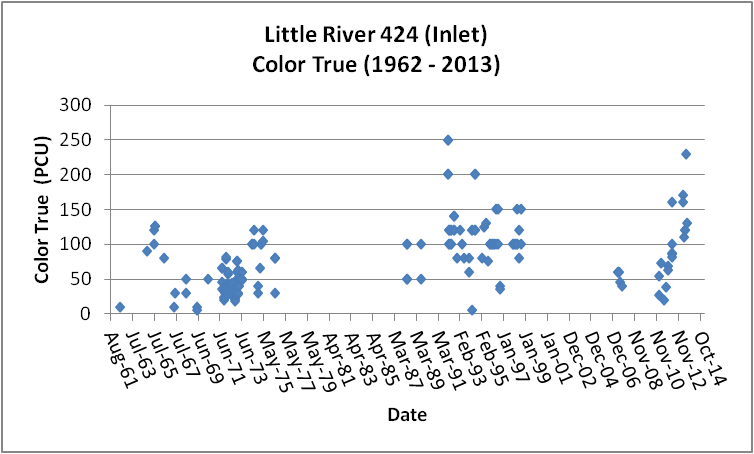 Little River 424 (Inlet)
Color True (1962 - 2013)
Color True (PCU)
300
250
200
150
100
50
0
Aug-61
Jul-63
Jul-65
Jul-67
Jun-69
Jun-71
Jun-73
May-75
May-77
May-79
Apr-81
Apr-83
Apr-85
Mar-87
Mar-89
Mar-91
Feb-93
Feb-95
Jan-97
Jan-99
Jan-01
Dec-02
Dec-04
Dec-06
Nov-08
Nov-10
Nov-12
Oct-14
Date